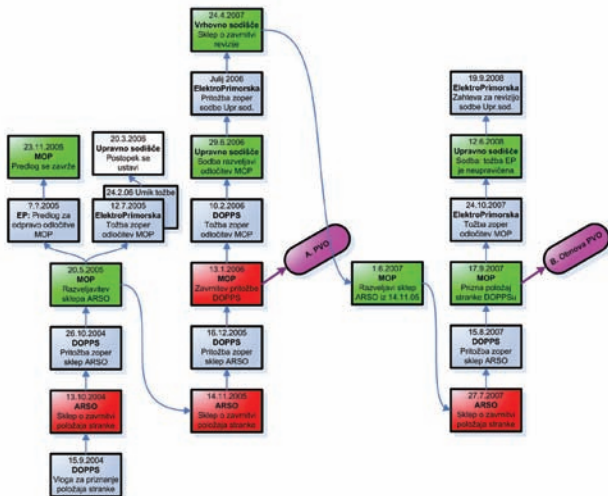 24.4.2007
Vrhovno sodišče
Sklep o zavrnitvi
revizije
Julij 2006
ElektroPrimorska
Pritožba zoper
sodbo Upr.sod.
29.6.2006
Upravno sodišče
Sodba razveljavi
odločitev MOP
10.2.2006
DOPPS
Tožba zoper
odločitev MOP
13.1.2006
MOP
Zavrnitev pritožbe
DOPPS
16.12.2005
DOPPS
Pritožba zoper
sklep ARSO
14.11.2005
ARSO
Sklep o zavrnitvi
položaja stranke
23.11.2005
MOP
Predlog se zavrže
20.3.2006
Upravno sodišče
Postopek se
ustavi
24.2.06 Umik tožbe
?.?.2005
EP: Predlog za
odpravo odločitve
MOP
12.7.2005
ElektroPrimorska
Tožba zoper
odločitev MOP
20.5.2005
MOP
Razveljavitev
sklepa ARSO
26.10.2004
DOPPS
Pritožba zoper
sklep ARSO
13.10.2004
ARSO
Sklep o zavrnitvi
položaja stranke
15.9.2004
DOPPS
Vloga za priznanje
položaja stranke
A. PVO
1.6.2007
MOP
Razveljavi sklep
ARSO iz 14.11.05
19.9.2008
ElektroPrimorska
Zahteva za revizijo
sodbe Upr.sod.
12.6.2008
Upravno sodišče
Sodba: tožba EP
je neupravičena
24.10.2007
ElektroPrimorska
Tožba zoper
odločitev MOP
17.9.2007
MOP
Prizna položaj
stranke DOPPSu
B. Obnova PVO
15.8.2007
DOPPS
Pritožba zoper
sklep ARSO
27.7.2007
ARSO
Sklep o zavrnitvi
položaja stranke